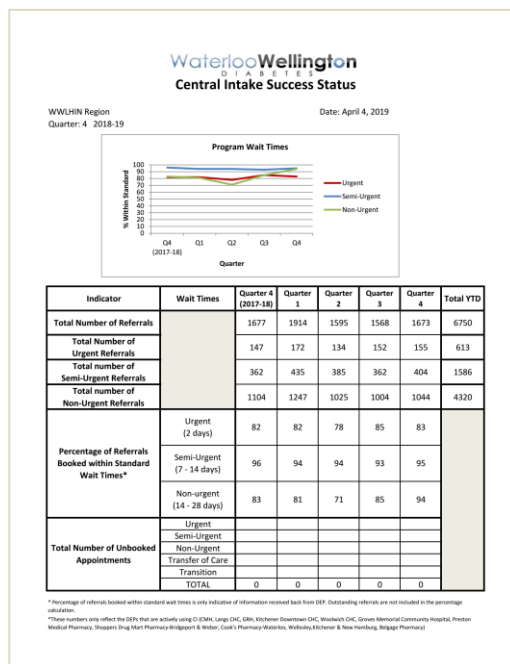 WaterlooWellington
DIABETES
Central Intake Success Status
WWLHIN Region Date: April 4, 2019
Quarter: 4 2018-19
Program Wait Times
% Within Standard
100
90
80
70
60
50
40
30
20
10
0
Q4 Q1 Q2 Q3 Q4
(2017-18)
Quarter
Urgent
Semi-Urgent
Non-Urgent
Indicator Wait Times Quarter 4 (2017-18) Quarter 1 Quarter 2 Quarter 3 Quarter 4 Total YTD
Total Number of Referrals 1677 1914 1595 1568 1673 6750
Total Number of
Urgent Referrals 147 172 134 152 155 613
Total number of
Semi-Urgent Referrals 362 435 385 362 404 1586
Total number of
Non-Urgent Referrals 1104 1247 1025 1004 1044 4320
Percentage of Referrals
Booked within Standard
Wait Times*
Urgent
(2 days) 82 82 78 85 83
Semi-Urgent
(7 - 14 days) 96 94 94 93 95
Non-urgent
(14 - 28 days) 83 81 71 85 94
Total Number of Unbooked
Appointments
Urgent
Semi-Urgent
Non-Urgent
Transfer of Care
Transition
TOTAL 0 0 0 0 0
* Percentage of referrals booked within standard wait times is only indicative of information received back from DEP. Outstanding referrals are not included in the percentage
calculation.
*These numbers only reflect the DEPs that are actively using CI (CMH, Langs CHC, GRH, Kitchener Downtown CHC, Woolwich CHC, Groves Memorial Community Hospital, Preston
Medical Pharmacy, Shoppers Drug Mart Pharmacy-Bridgeport & Weber, Cook's Pharmacy-Waterloo, Wellesley,Kitchener & New Hamburg, Belgage Pharmacy)